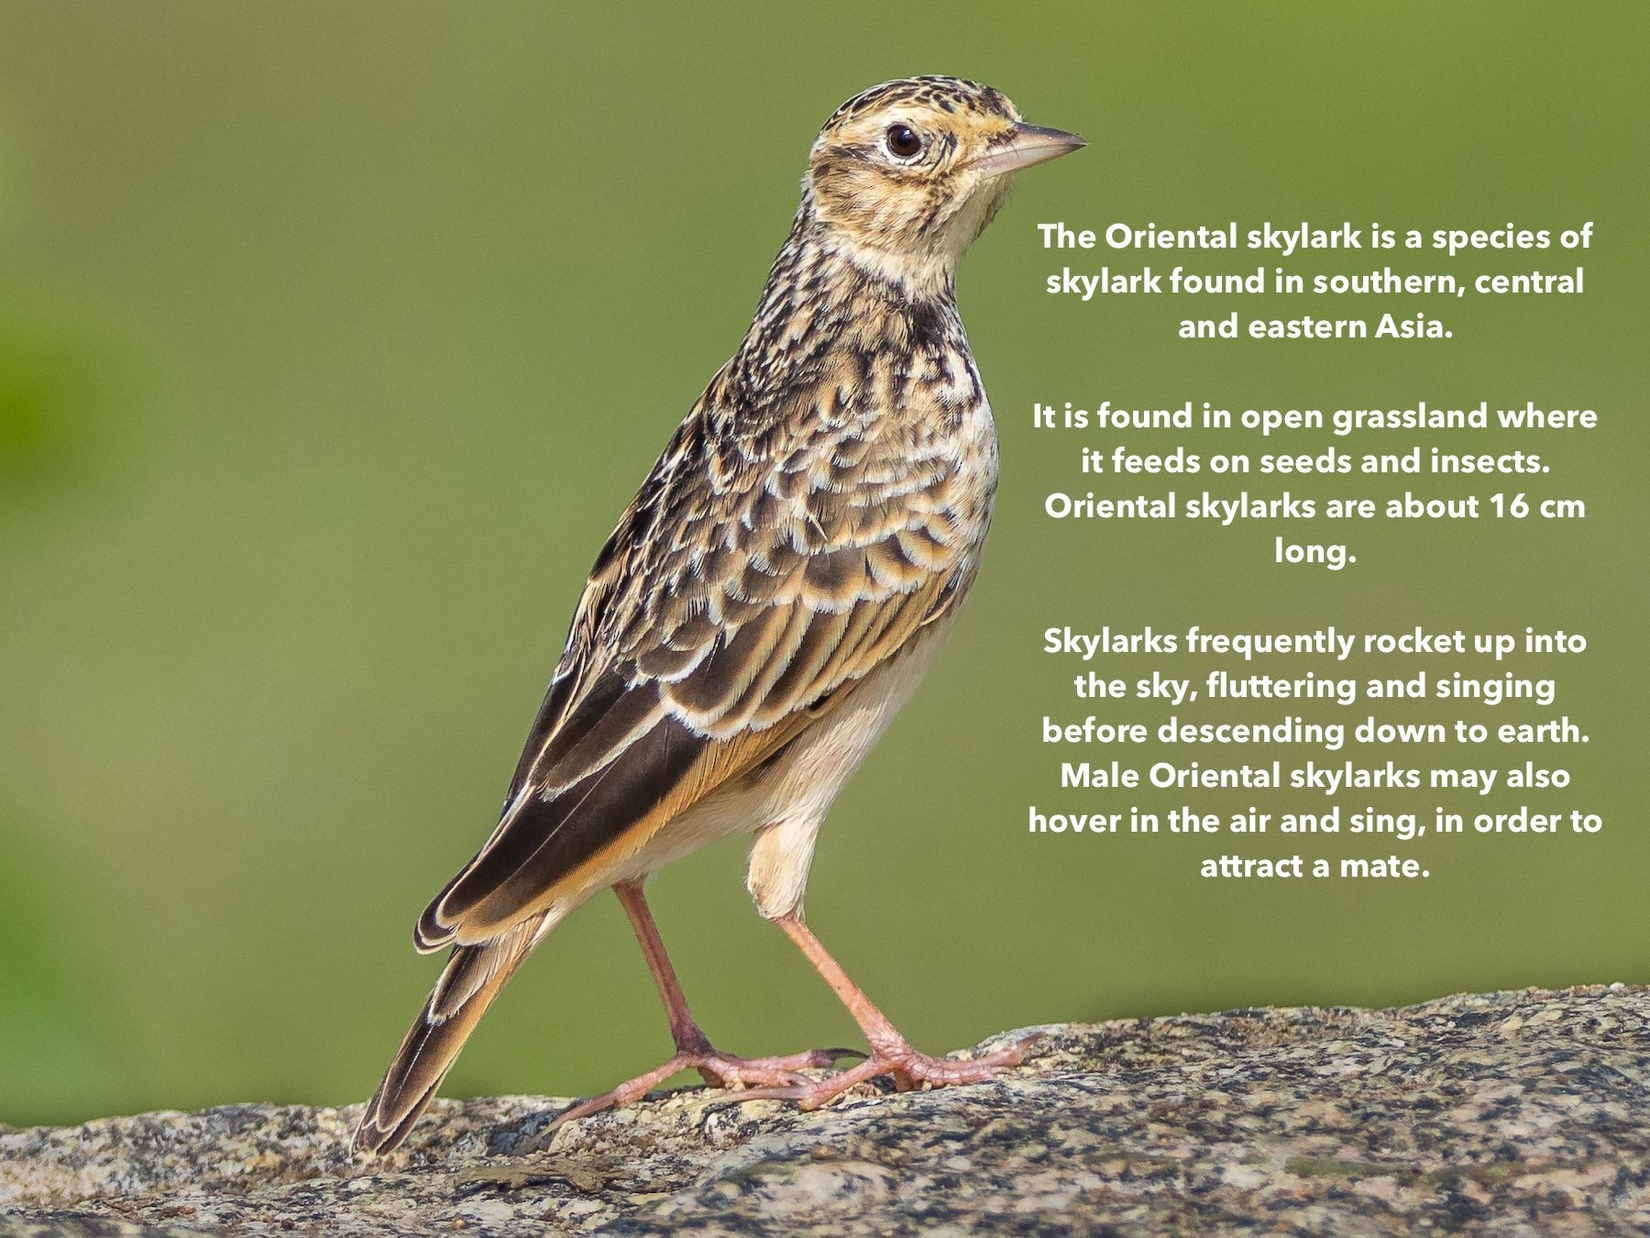 The Oriental skylark is a species of
skylark found in southern, central
and eastern Asia.
It is found in open grassland where
it feeds on seeds and insects.
Oriental skylarks are about 16 cm
long.
Skylarks frequently rocket up into
the sky, fluttering and singing
before descending down to earth.
Male Oriental skylarks may also
hover in the air and sing, in order to
attract a mate.